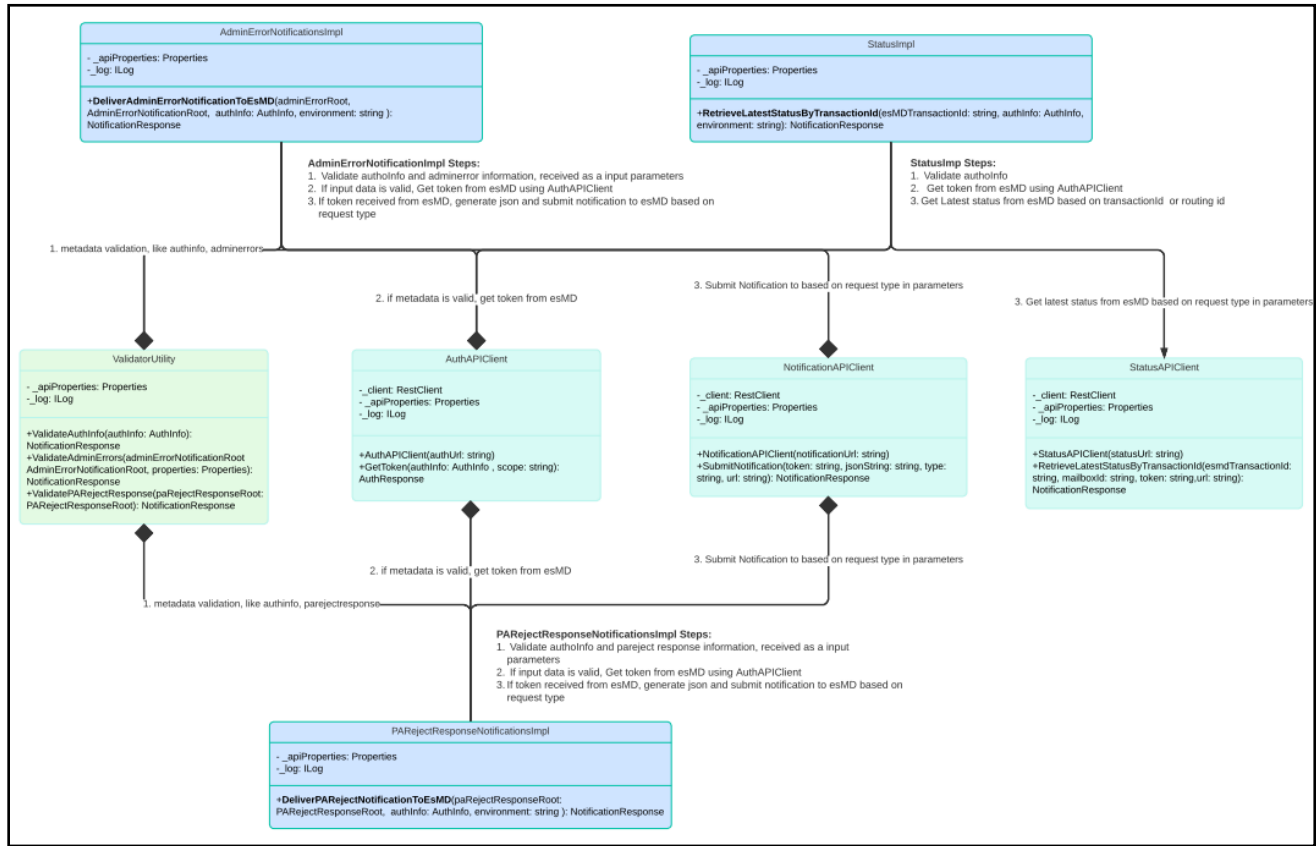 AdminErrorNotificationsImpl
- _apiProperties: Properties
-_log: ILog
+DeliverAdminErrorNotificationToEsMD(adminErrorRoot,
AdminErrorNotificationRoot,  authInfo: AuthInfo, environment: string ):
NotificationResponse
StatusImpl
- _apiProperties: Properties
-_log: ILog
+RetrieveLatestStatusByTransactionId(esMDTransactionId: string, authInfo: AuthInfo,
environment: string): NotificationResponse
AdminErrorNotificationImpl Steps:
1. Validate authoInfo and adminerror information, received as a input parameters
2. If input data is valid, Get token from esMD using AuthAPIClient
3. If token received from esMD, generate json and submit notification to esMD based on
request type
StatusImp Steps:
1. Validate authoInfo
2. Get token from esMD using AuthAPIClient
3. Get Latest status from esMD based on transactionId or routing id
1. metadata validation, like authinfo, adminerrors
2. if metadata is valid, get token from esMD
3. Submit Notification to based on request type in parameters
3. Get latest status from esMD based on request type in parameters
ValidatorUtility
- _apiProperties: Properties
-_log: ILog
+ValidateAuthInfo(authInfo: AuthInfo):
NotificationResponse
+ValidateAdminErrors(adminErrorNotificationRoot
AdminErrorNotificationRoot, properties: Properties):
NotificationResponse
+ValidatePARejectResponse(paRejectResponseRoot:
PARejectResponseRoot): NotificationResponse
AuthAPIClient
-_client: RestClient
- _apiProperties: Properties
-_log: ILog
+AuthAPIClient(authUrl: string)
+GetToken(authInfo: AuthInfo , scope: string):
AuthResponse
NotificationAPIClient
-_client: RestClient
- _apiProperties: Properties
-_log: ILog
+NotificationAPIClient(notificationUrl: string)
+SubmitNotification(token: string, jsonString: string, type:
string, url: string): NotificationResponse
StatusAPIClient
-_client: RestClient
- _apiProperties: Properties
-_log: ILog
+StatusAPIClient(statusUrl: string)
+RetrieveLatestStatusByTransactionId(esmdTransactionId:
string, mailboxId: string, token: string,url: string):
NotificationResponse
2. if metadata is valid, get token from esMD
3. Submit Notification to based on request type in parameters
1. metadata validation, like authinfo, parejectresponse
PARejectResponseNotificationsImpl Steps:
1. Validate authoInfo and pareject response information, received as a input
parameters
2. If input data is valid, Get token from esMD using AuthAPIClient
3. If token received from esMD, generate json and submit notification to esMD based on
request type
PARejectResponseNotificationsImpl
- _apiProperties: Properties
-_log: ILog
+DeliverPARejectNotificationToEsMD(paRejectResponseRoot:
PARejectResponseRoot,  authInfo: AuthInfo, environment: string ): NotificationResponse